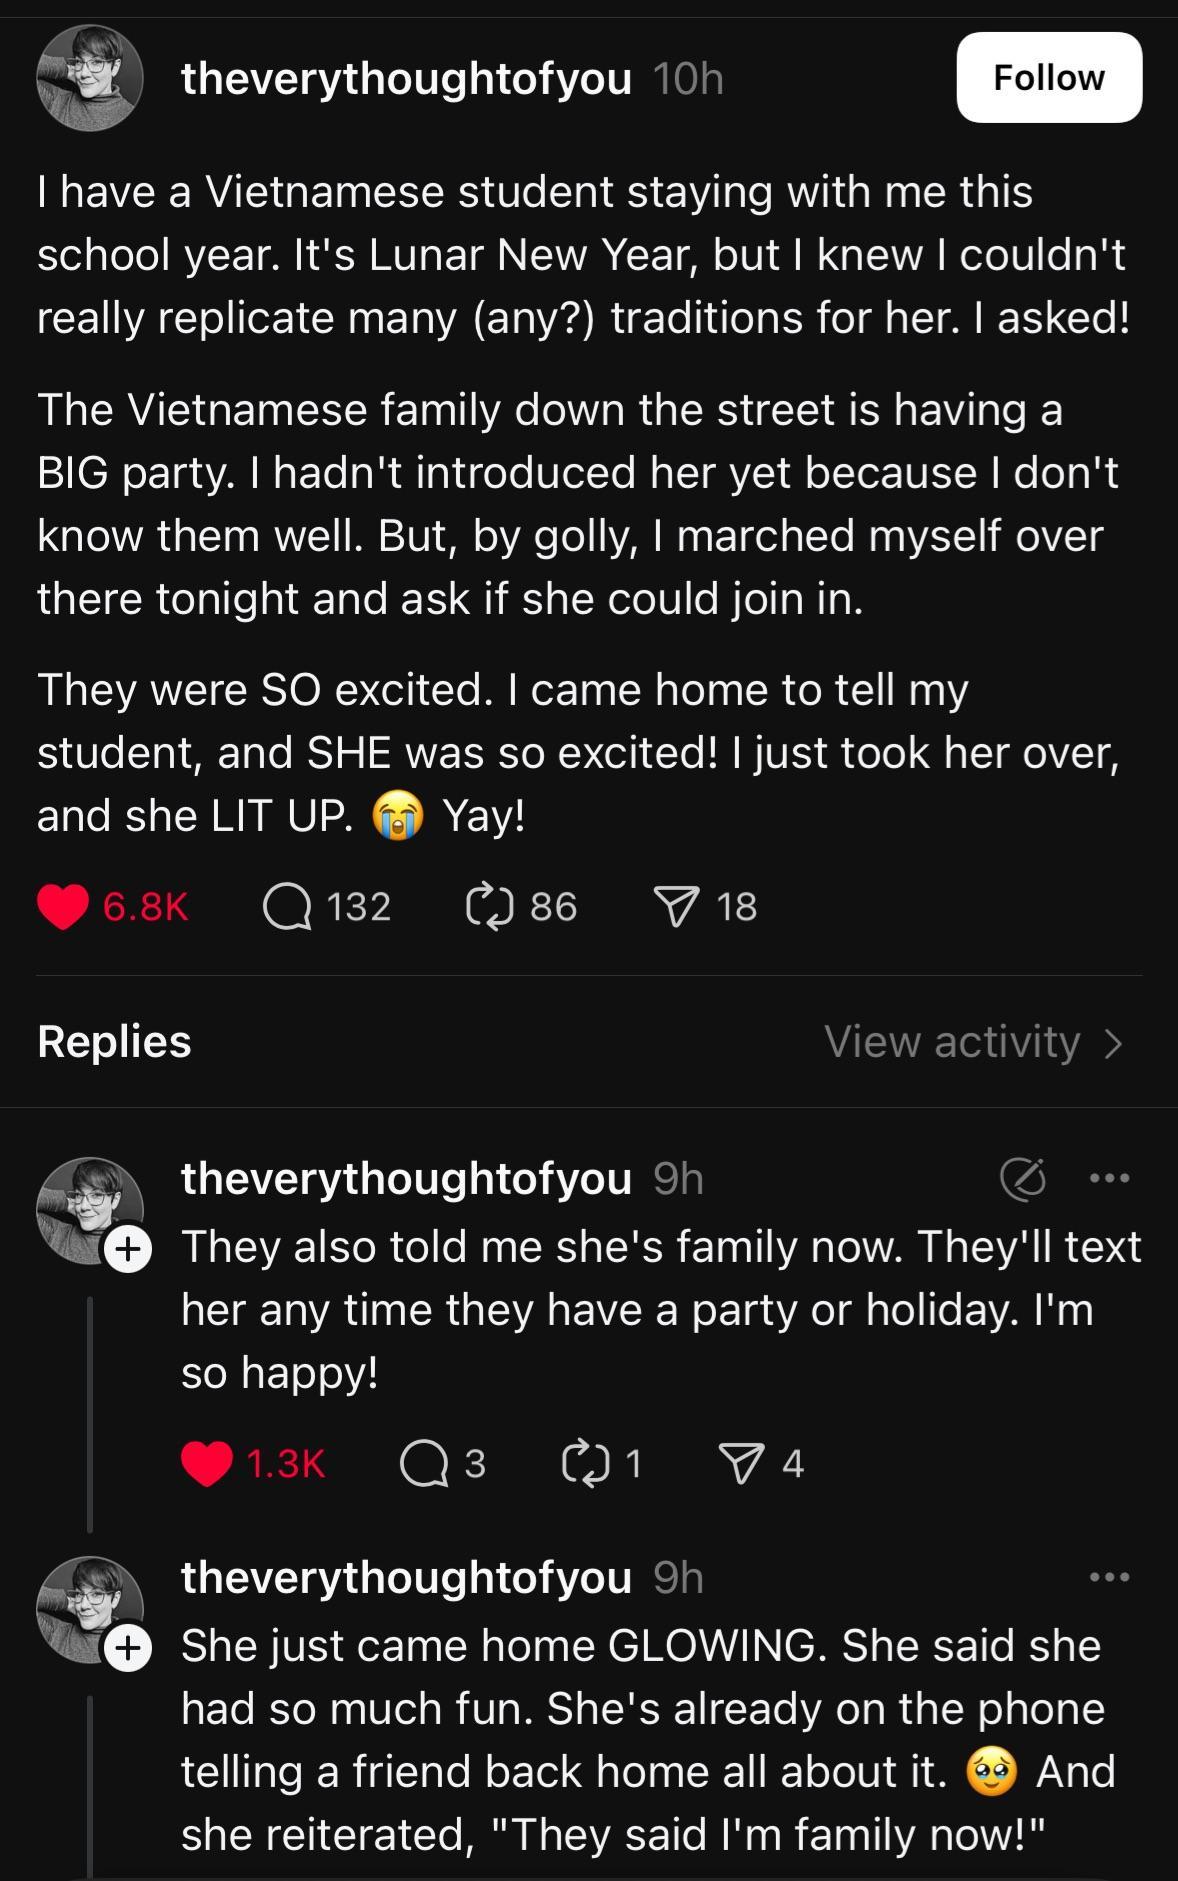 theverythoughtofyou 10h
Follow
I have a Vietnamese student staying with me this
school year. It's Lunar New Year, but I knew I couldn't
really replicate many (any?) traditions for her. I asked!
The Vietnamese family down the street is having a
BIG party. I hadn't introduced her yet because I don't
know them well. But, by golly, I marched myself over
there tonight and ask if she could join in.
They were SO excited. I came home to tell my
student, and SHE was so excited! I just took her over,
and she LIT UP. 😭 Yay!
6.8K 132 86 18
Replies
View activity
theverythoughtofyou 9h
They also told me she's family now. They'll text
her any time they have a party or holiday. I'm
so happy!
1.3K 3 1 4
theverythoughtofyou 9h
She just came home GLOWING. She said she
had so much fun. She's already on the phone
telling a friend back home all about it. 🥹 And
she reiterated, "They said I'm family now!"